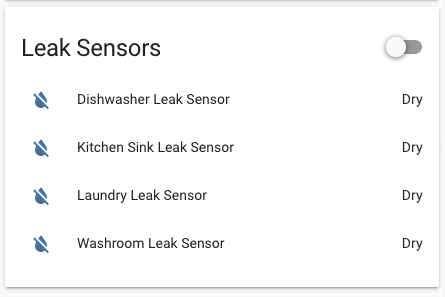 Leak Sensors
Dishwasher Leak Sensor Dry
Kitchen Sink Leak Sensor Dry
Laundry Leak Sensor Dry
Washroom Leak Sensor Dry